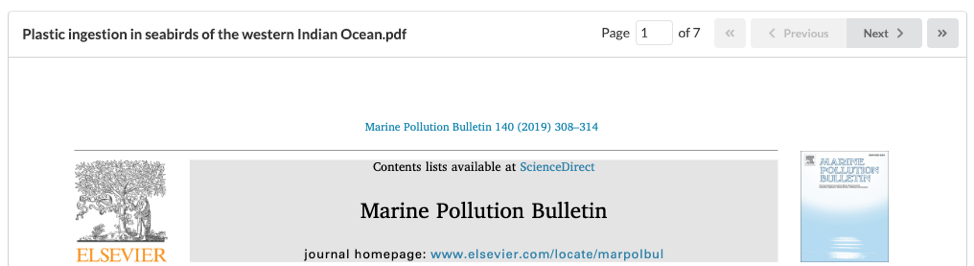 Plastic ingestion in seabirds of the western Indian Ocean.pdf
Page 1 of 7 « < Previous Next > »
Marine Pollution Bulletin 140 (2019) 308–314
Contents lists available at ScienceDirect
Marine Pollution Bulletin
journal homepage: www.elsevier.com/locate/marpolbul
ELSEVIER
MARINE
POLLUTION
BULLETIN